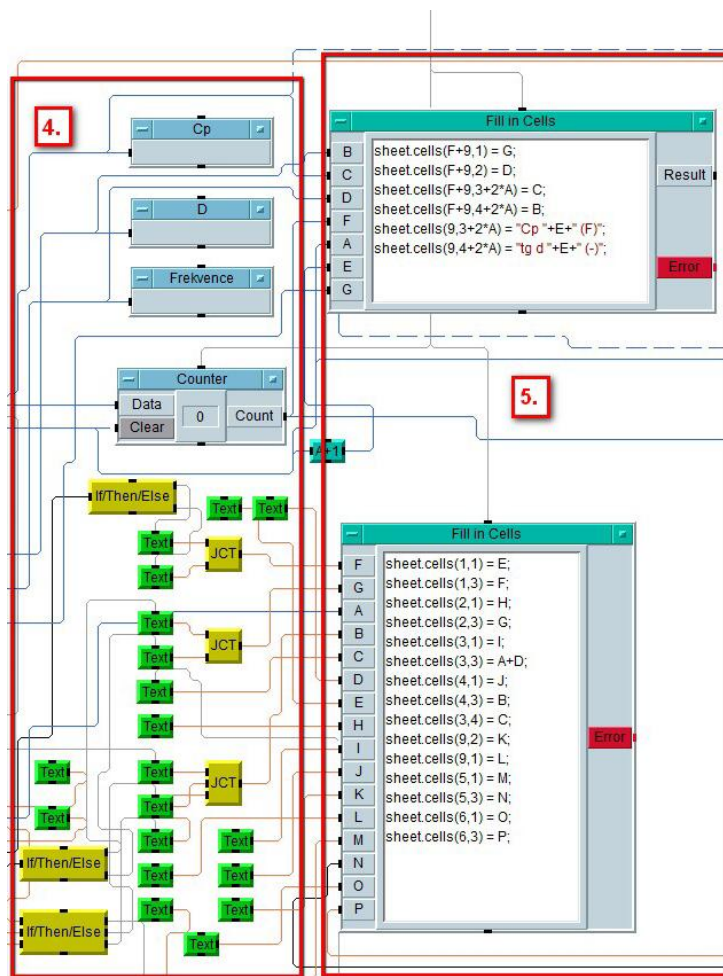 4.
Cp
D
Frekvence
Counter
Data
Clear
0
Count
A+1
If/Then/Else
Text
Text
Text
Text
JCT
Text
Text
JCT
Text
Text
Text
Text
JCT
Text
Text
Text
Text
Text
If/Then/Else
Text
Text
Text
Text
If/Then/Else
Text
5.
Fill in Cells
B
C
D
F
A
E
G
sheet.cells(F+9,1) = G;
sheet.cells(F+9,2) = D;
sheet.cells(F+9,3+2*A) = C;
sheet.cells(F+9,4+2*A) = B;
sheet.cells(9,3+2*A) = "Cp "+E+" (F)";
sheet.cells(9,4+2*A) = "tg d "+E+" (-)";
Result
Error
Fill in Cells
F
G
A
B
C
D
E
H
I
J
K
L
M
N
O
P
sheet.cells(1,1) = E;
sheet.cells(1,3) = F;
sheet.cells(2,1) = H;
sheet.cells(2,3) = G;
sheet.cells(3,1) = I;
sheet.cells(3,3) = A+D;
sheet.cells(4,1) = J;
sheet.cells(4,3) = B;
sheet.cells(3,4) = C;
sheet.cells(9,2) = K;
sheet.cells(9,1) = L;
sheet.cells(5,1) = M;
sheet.cells(5,3) = N;
sheet.cells(6,1) = O;
sheet.cells(6,3) = P;
Error